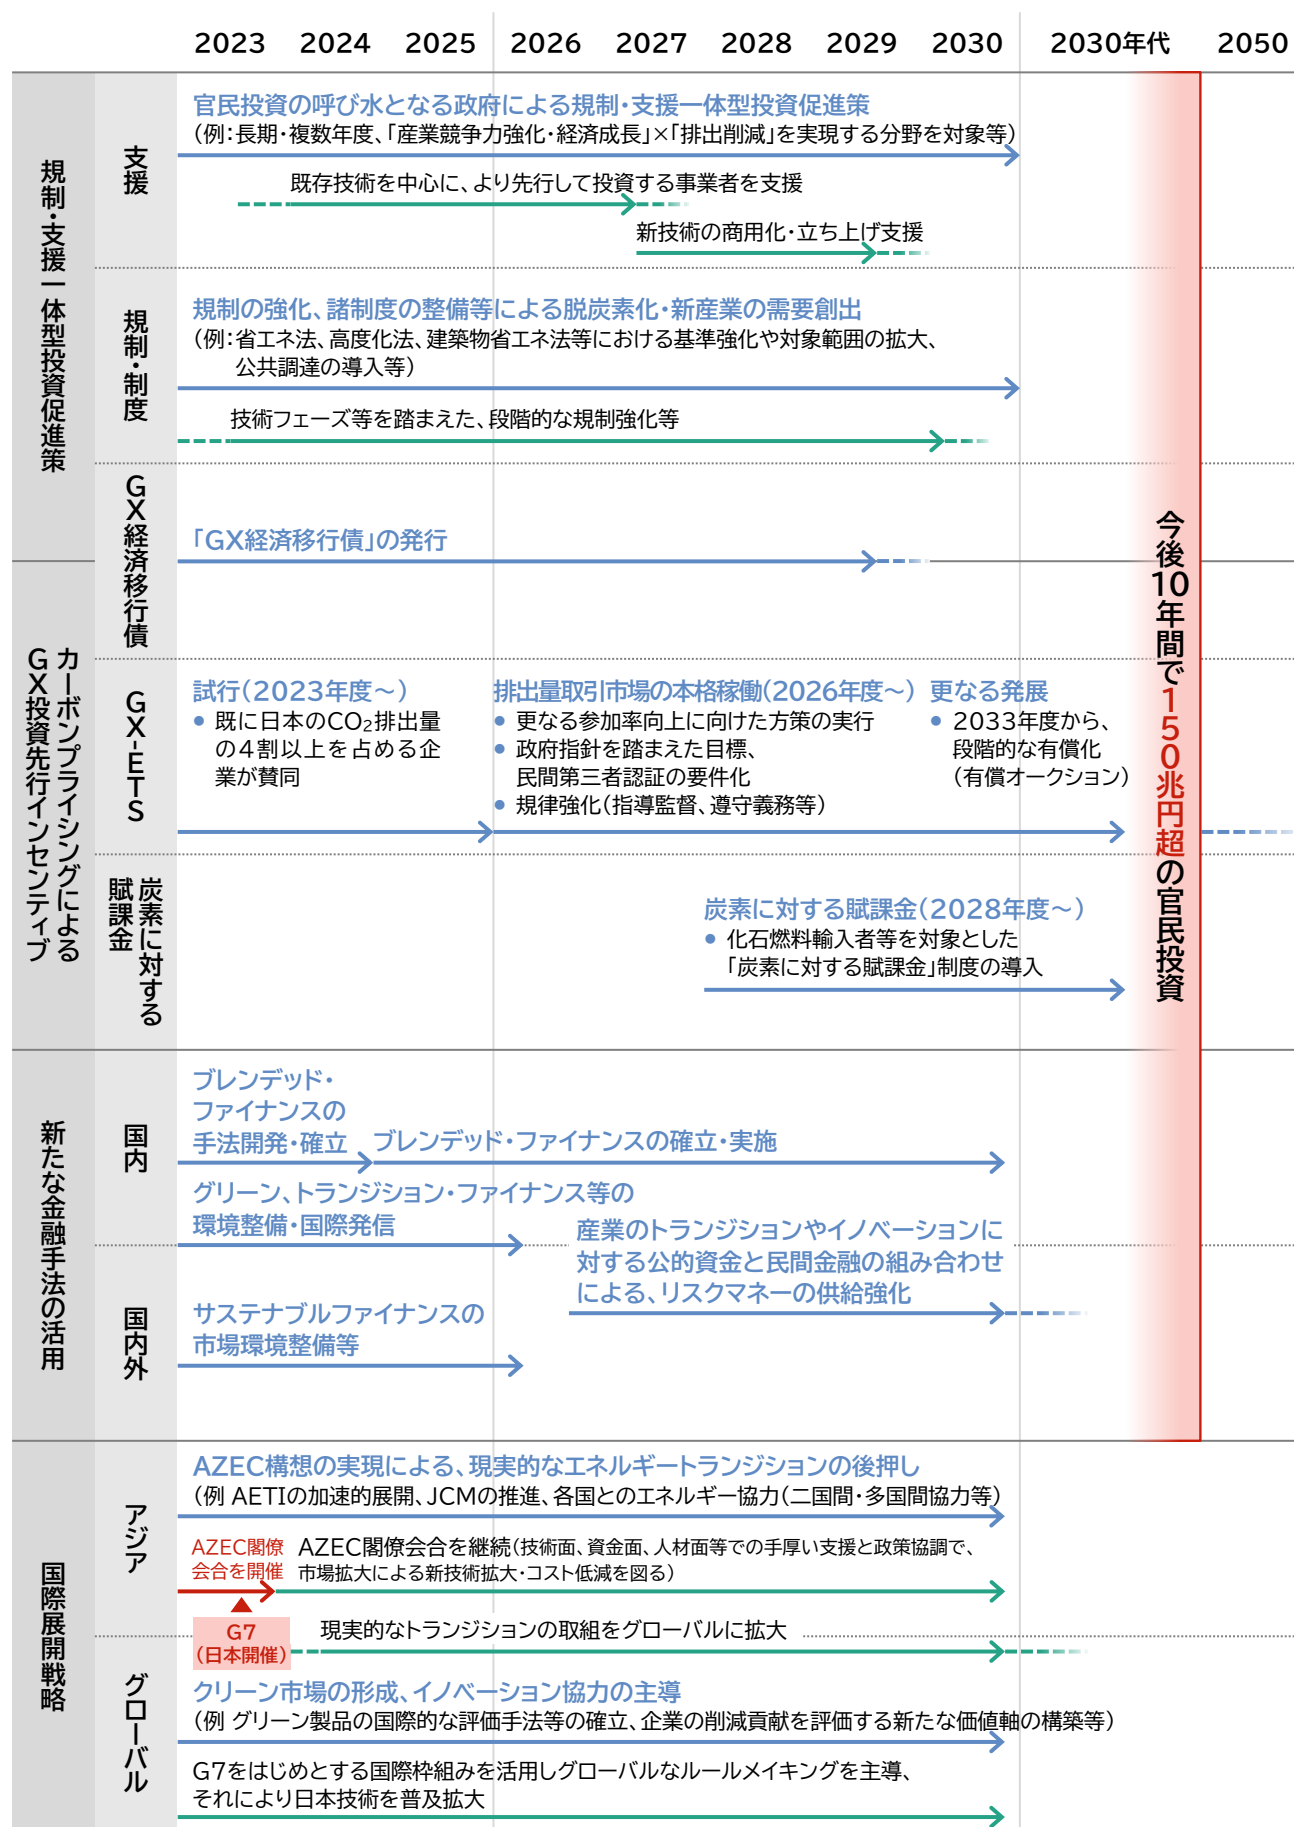 2023 2024 2025 2026 2027 2028 2029 2030 2030年代 2050
規制・支援一体型投資促進策
支援
官民投資の呼び水となる政府による規制・支援一体型投資促進策
(例：長期・複数年度、「産業競争力強化・経済成長」×「排出削減」を実現する分野を対象等)
既存技術を中心に、より先行して投資する事業者を支援
新技術の商用化・立ち上げ支援
規制・制度
規制の強化、諸制度の整備等による脱炭素化・新産業の需要創出
(例：省エネ法、高度化法、建築物省エネ法等における基準強化や対象範囲の拡大、
公共調達の導入等)
技術フェーズ等を踏まえた、段階的な規制強化等
GX経済移行債
「GX経済移行債」の発行
カーボンプライシングによる
GX投資先行インセンティブ
GX-ETS
試行(2023年度～)
● 既に日本のCO₂排出量
の4割以上を占める企
業が賛同
排出量取引市場の本格稼働(2026年度～)
● 更なる参加率向上に向けた方策の実行
● 政府指針を踏まえた目標、
民間第三者認証の要件化
● 規律強化(指導監督、遵守義務等)
更なる発展
● 2033年度から、
段階的な有償化
(有償オークション)
炭素に対する
賦課金
炭素に対する賦課金(2028年度～)
● 化石燃料輸入者等を対象とした
「炭素に対する賦課金」制度の導入
今後10年間で150兆円超の官民投資
新たな金融手法の活用
国内
ブレンデッド・
ファイナンスの
手法開発・確立
ブレンデッド・ファイナンスの確立・実施
グリーン、トランジション・ファイナンス等の
環境整備・国際発信
産業のトランジションやイノベーションに
対する公的資金と民間金融の組み合わせ
による、リスクマネーの供給強化
国内外
サステナブルファイナンスの
市場環境整備等
国際展開戦略
アジア
AZEC構想の実現による、現実的なエネルギートランジションの後押し
(例 AETIの加速的展開、JCMの推進、各国とのエネルギー協力(二国間・多国間協力等)
AZEC閣僚
会合を開催
AZEC閣僚会合を継続(技術面、資金面、人材面等での手厚い支援と政策協調で、
市場拡大による新技術拡大・コスト低減を図る)
G7
(日本開催)
現実的なトランジションの取組をグローバルに拡大
グローバル
クリーン市場の形成、イノベーション協力の主導
(例 グリーン製品の国際的な評価手法等の確立、企業の削減貢献を評価する新たな価値軸の構築等)
G7をはじめとする国際枠組みを活用しグローバルなルールメイキングを主導、
それにより日本技術を普及拡大